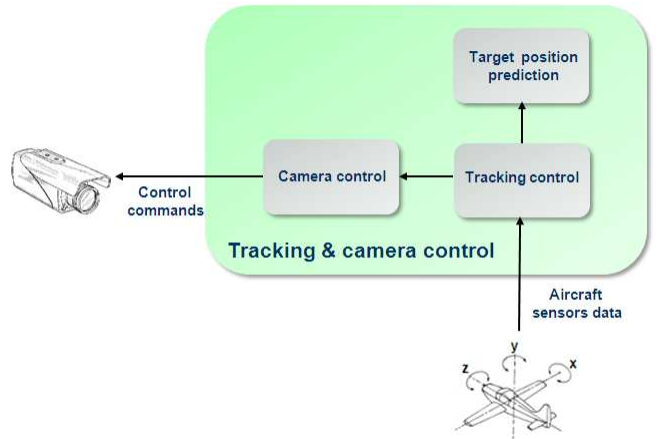 Target position
prediction
Camera control
Tracking control
Control
commands
Tracking & camera control
Aircraft
sensors data
y
z
x